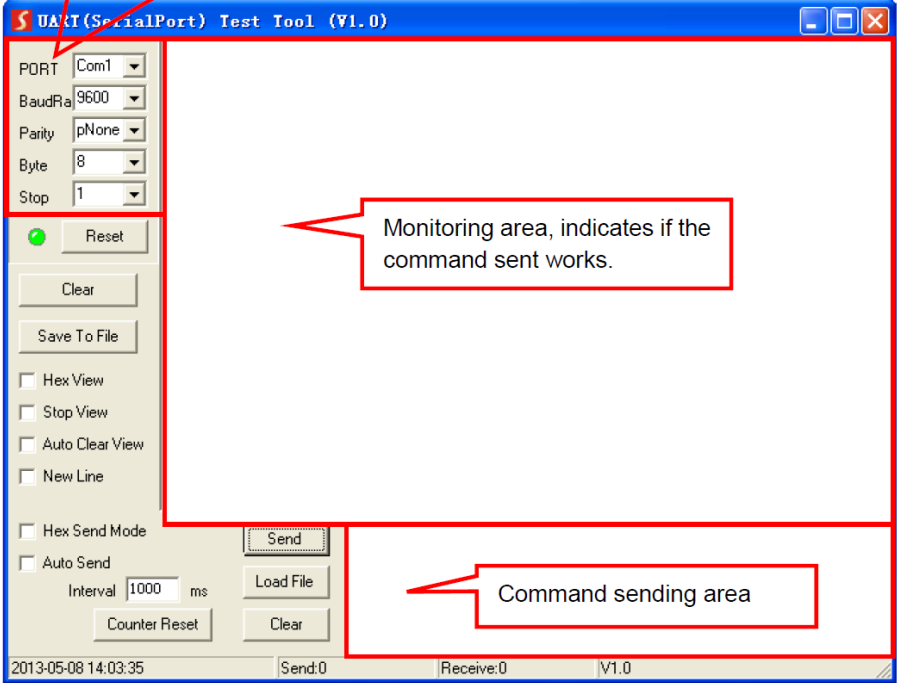 UART(SerialPort) Test Tool (V1.0)
PORT Com1
BaudRa 9600
Parity pNone
Byte 8
Stop 1
Reset
Clear
Save To File
Hex View
Stop View
Auto Clear View
New Line
Monitoring area, indicates if the
command sent works.
Hex Send Mode
Send
Auto Send
Interval 1000 ms
Load File
Counter Reset
Clear
Command sending area
2013-05-08 14:03:35 Send:0 Receive:0 V1.0